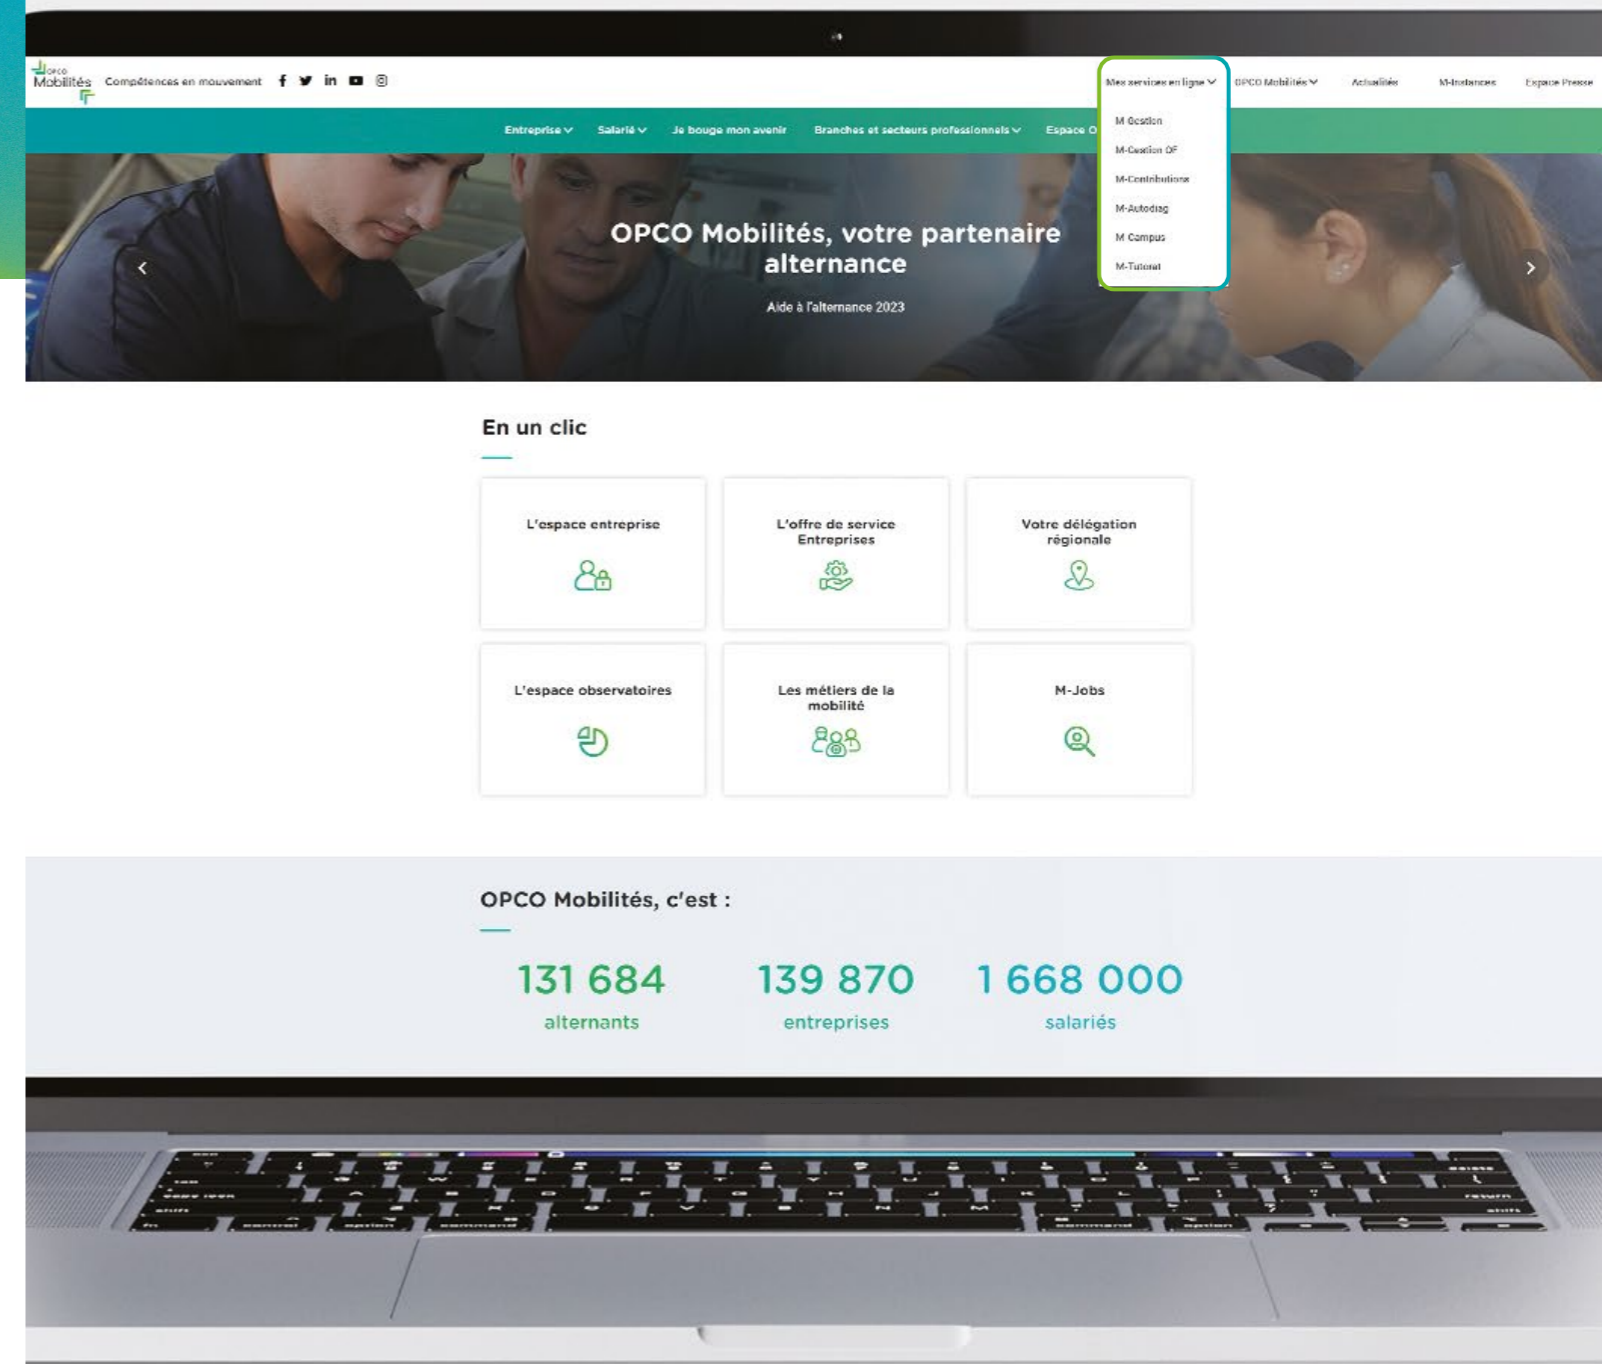 OPCO
Mobilités
Compétences en mouvement
Mes services en ligne
OPCO Mobilités
Actualités
M-Instances
Espace Presse
Entreprise
Salarié
Je bouge mon avenir
Branches et secteurs professionnels
Espace O
M-Gestion
M-Gestion OF
M-Contributions
M-Autodiag
M-Campus
M-Tutorat
OPCO Mobilités, votre partenaire
alternance
Aide à l'alternance 2023
En un clic
L'espace entreprise
L'offre de service
Entreprises
Votre délégation
régionale
L'espace observatoires
Les métiers de la
mobilité
M-Jobs
OPCO Mobilités, c'est :
131 684
alternants
139 870
entreprises
1 668 000
salariés